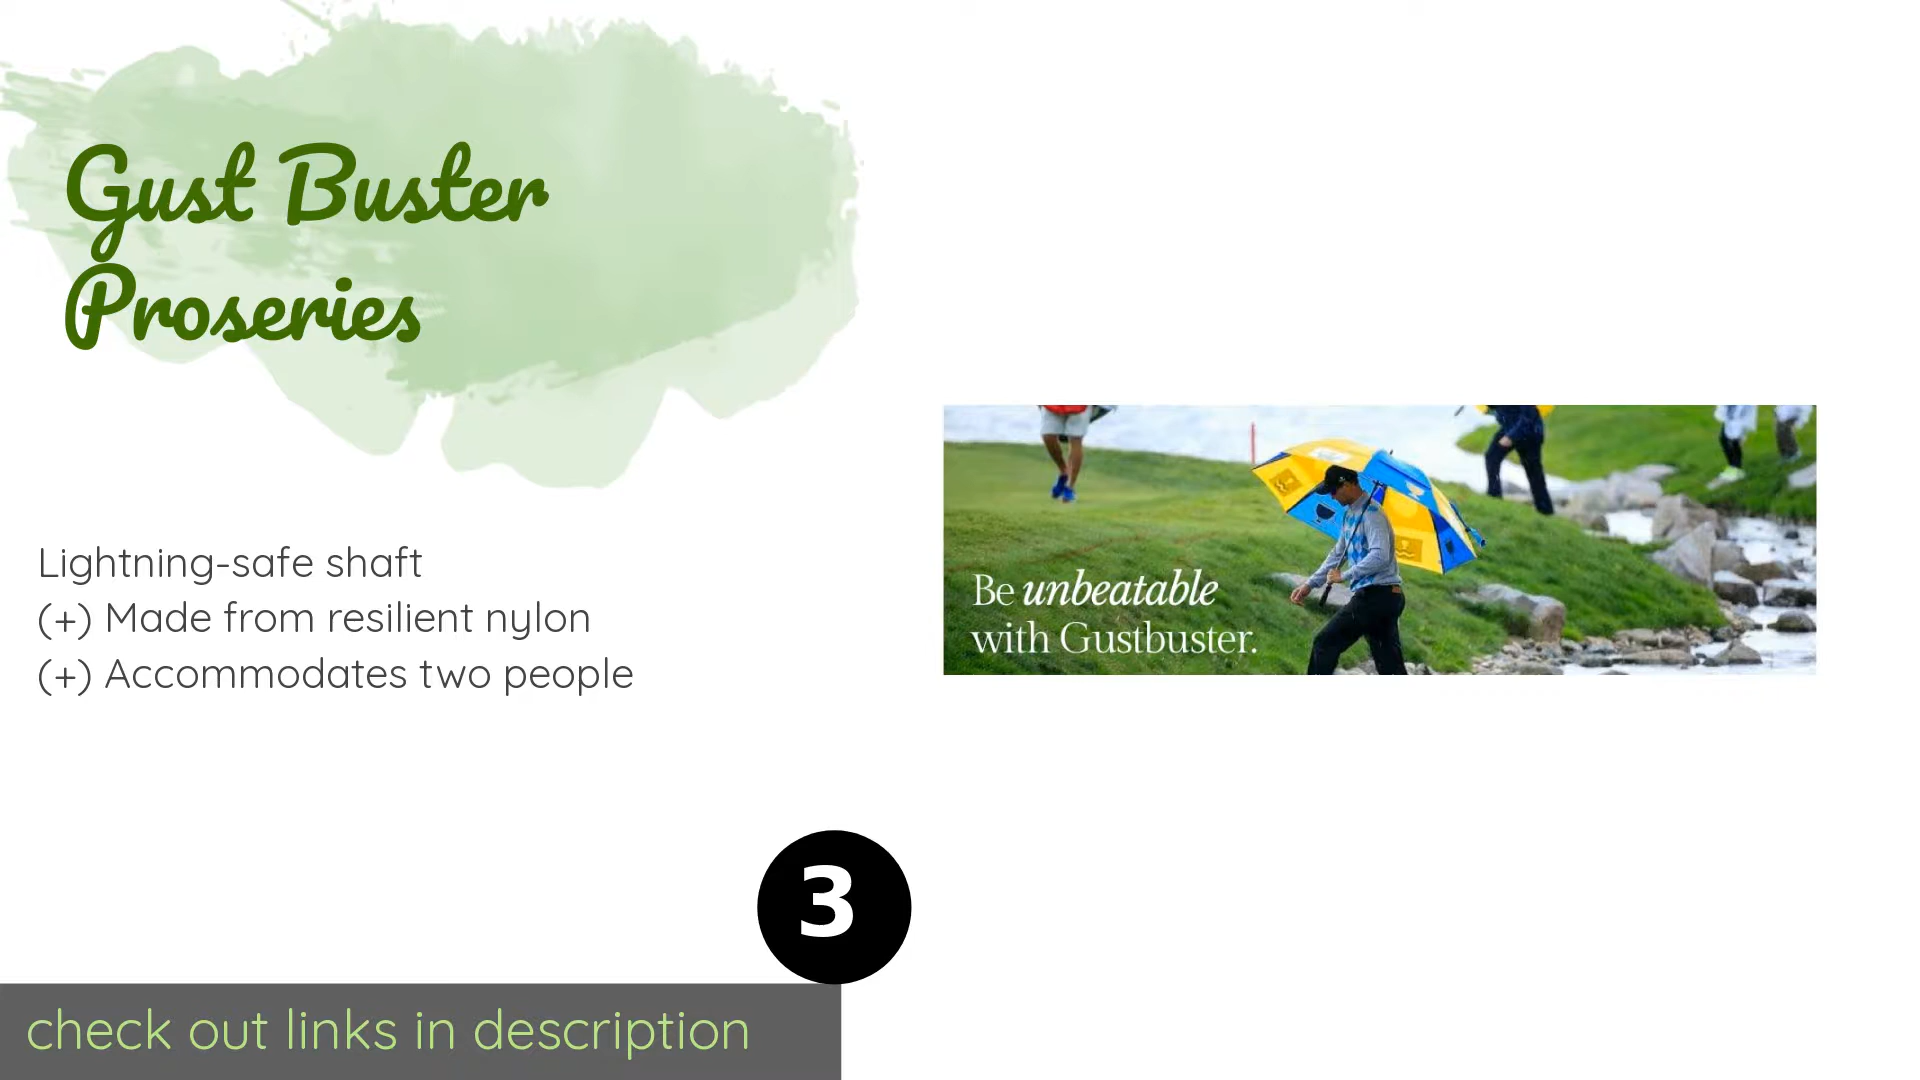 Gust Buster
Proseries
Lightning-safe shaft
(+) Made from resilient nylon
(+) Accommodates two people
Be unbeatable
with Gustbuster.
3
check out links in description